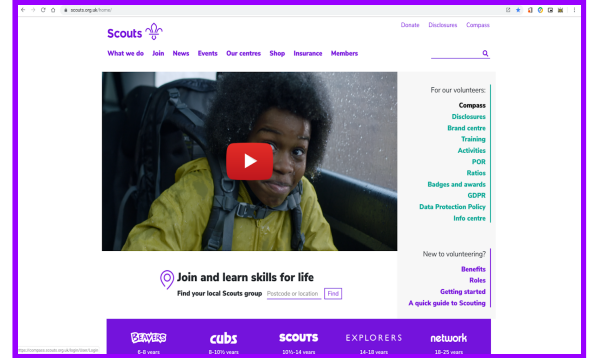 scouts.org.uk/home/
Scouts
Donate Disclosures Compass
What we do Join News Events Our centres Shop Insurance Members
For our volunteers:
Compass
Disclosures
Brand centre
Training
Activities
POR
Ratios
Badges and awards
GDPR
Data Protection Policy
Info centre
New to volunteering?
Benefits
Roles
Getting started
A quick guide to Scouting
Join and learn skills for life
Find your local Scouts group Postcode or location Find
BEAVERS cubs SCOUTS EXPLORERS network
6-8 years 8-10½ years 10½-14 years 14-18 years 18-25 years